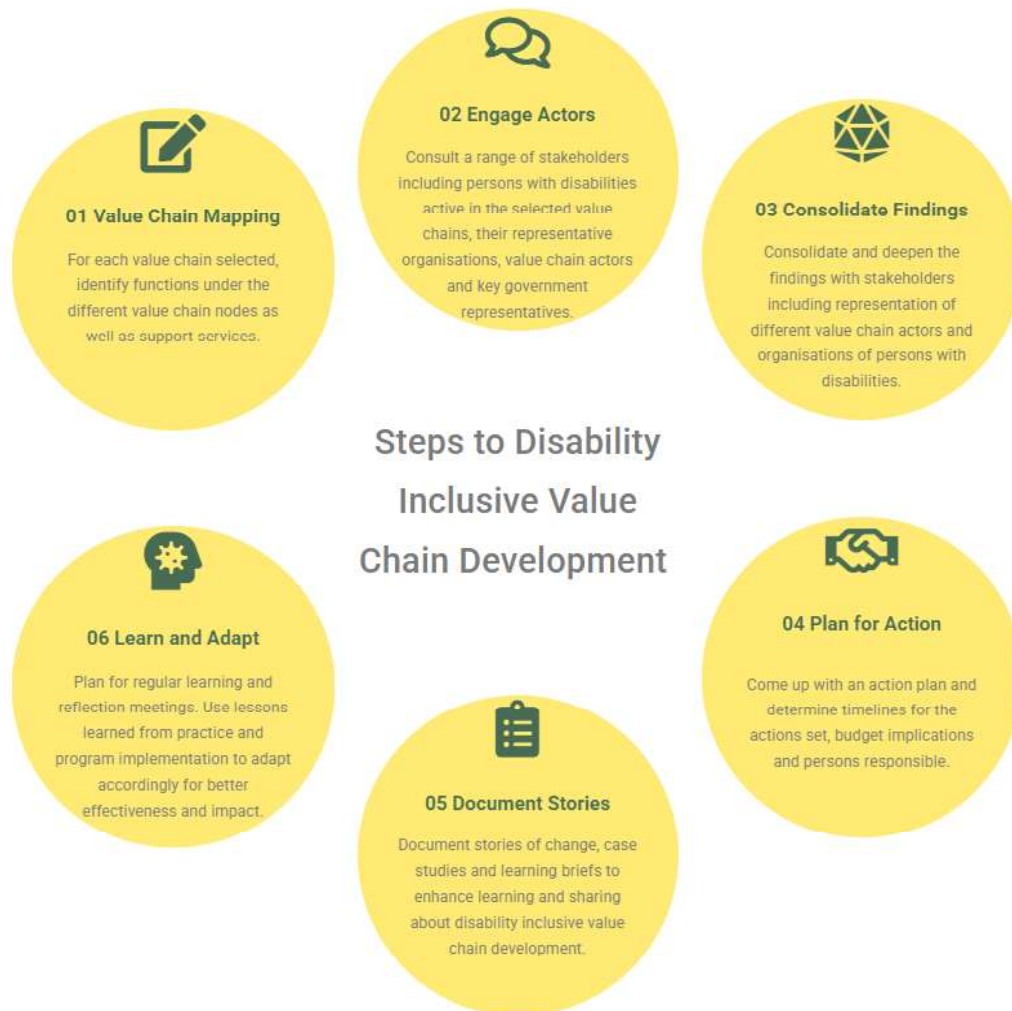 01 Value Chain Mapping
For each value chain selected,
identify functions under the
different value chain nodes as
well as support services.
02 Engage Actors
Consult a range of stakeholders
including persons with disabilities
active in the selected value
chains, their representative
organisations, value chain actors
and key government
representatives.
03 Consolidate Findings
Consolidate and deepen the
findings with stakeholders
including representation of
different value chain actors and
organisations of persons with
disabilities.
Steps to Disability
Inclusive Value
Chain Development
04 Plan for Action
Come up with an action plan and
determine timelines for the
actions set, budget implications
and persons responsible.
05 Document Stories
Document stories of change, case
studies and learning briefs to
enhance learning and sharing
about disability inclusive value
chain development.
06 Learn and Adapt
Plan for regular learning and
reflection meetings. Use lessons
learned from practice and
program implementation to adapt
accordingly for better
effectiveness and impact.